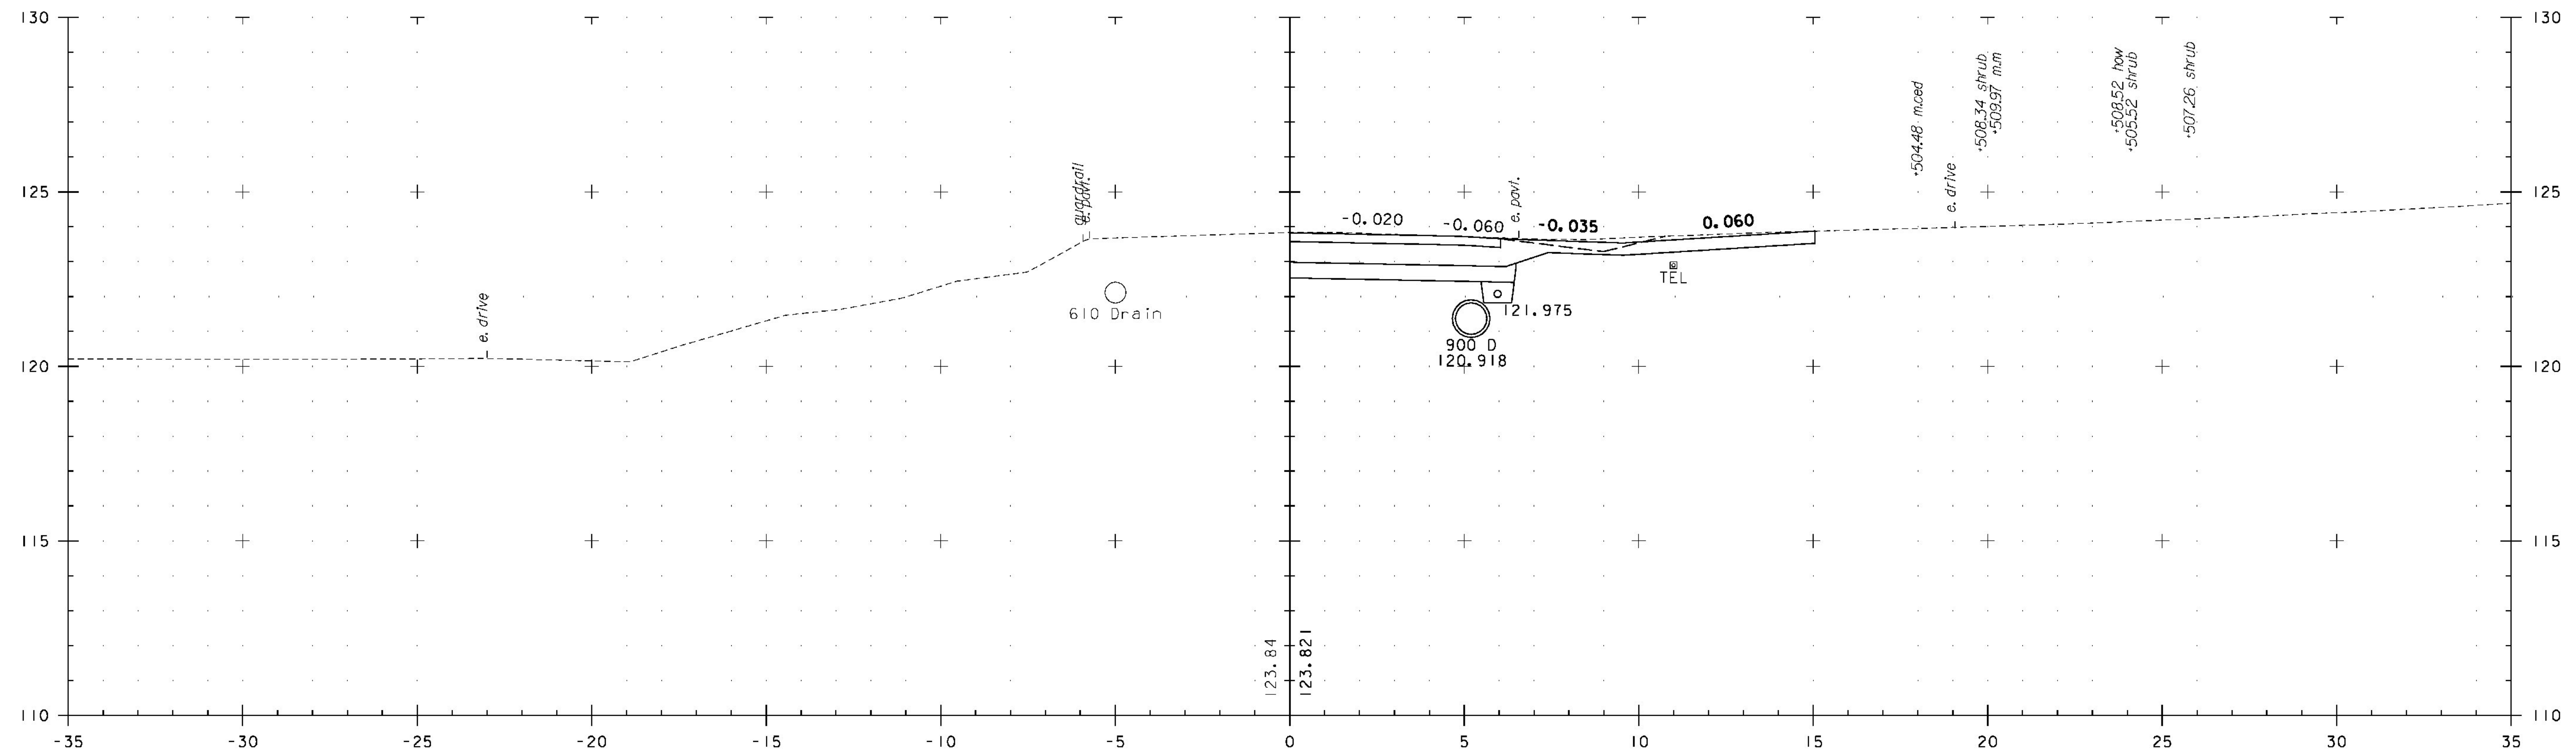 130
130
+504.48 m.ced
+508.34 shrub
+509.97 m.m
+508.52 how
+505.52 shrub
+507.26 shrub
125
guardrail
e. pavt.
-0.020
-0.060
e. pavt.
-0.035
0.060
e. drive
125
e. drive
610 Drain
TEL
121.975
900 D
120.918
120
120
115
115
123.84
123.821
110
110
-35
-30
-25
-20
-15
-10
-5
0
5
10
15
20
25
30
35